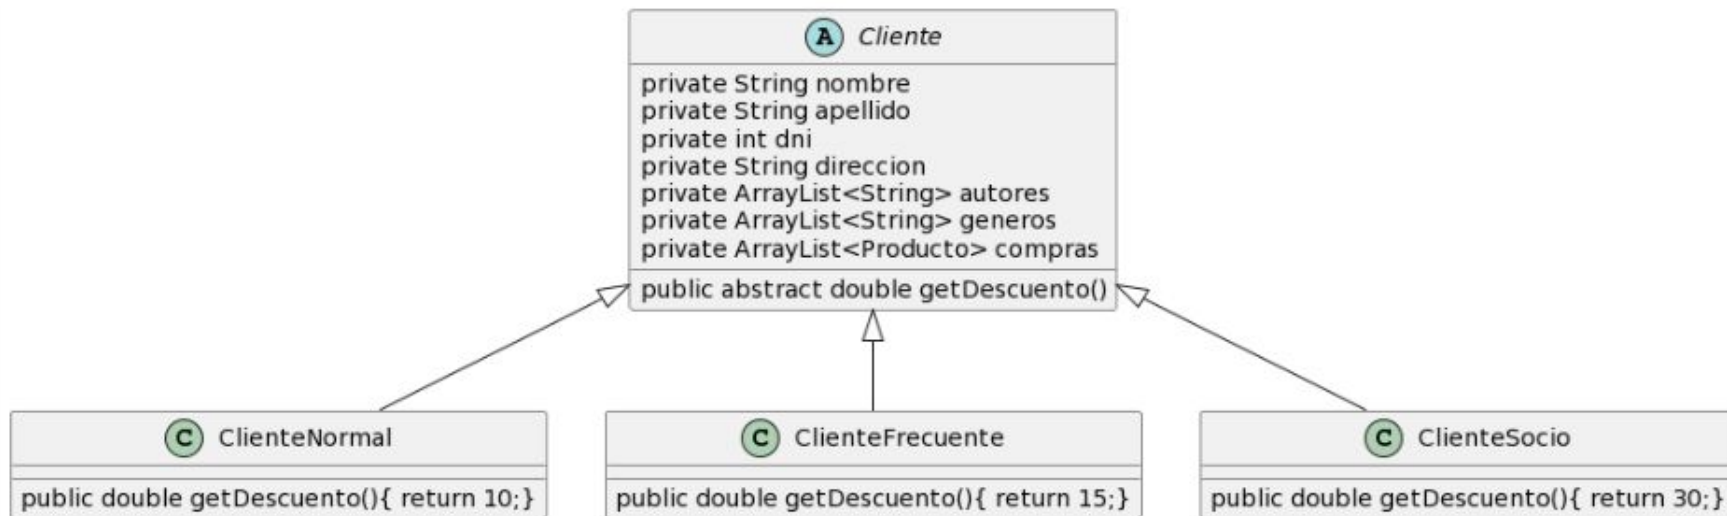 A Cliente
private String nombre
private String apellido
private int dni
private String direccion
private ArrayList<String> autores
private ArrayList<String> generos
private ArrayList<Producto> compras
public abstract double getDescuento()
C ClienteNormal
public double getDescuento(){ return 10;}
C ClienteFrecuente
public double getDescuento(){ return 15;}
C ClienteSocio
public double getDescuento(){ return 30;}